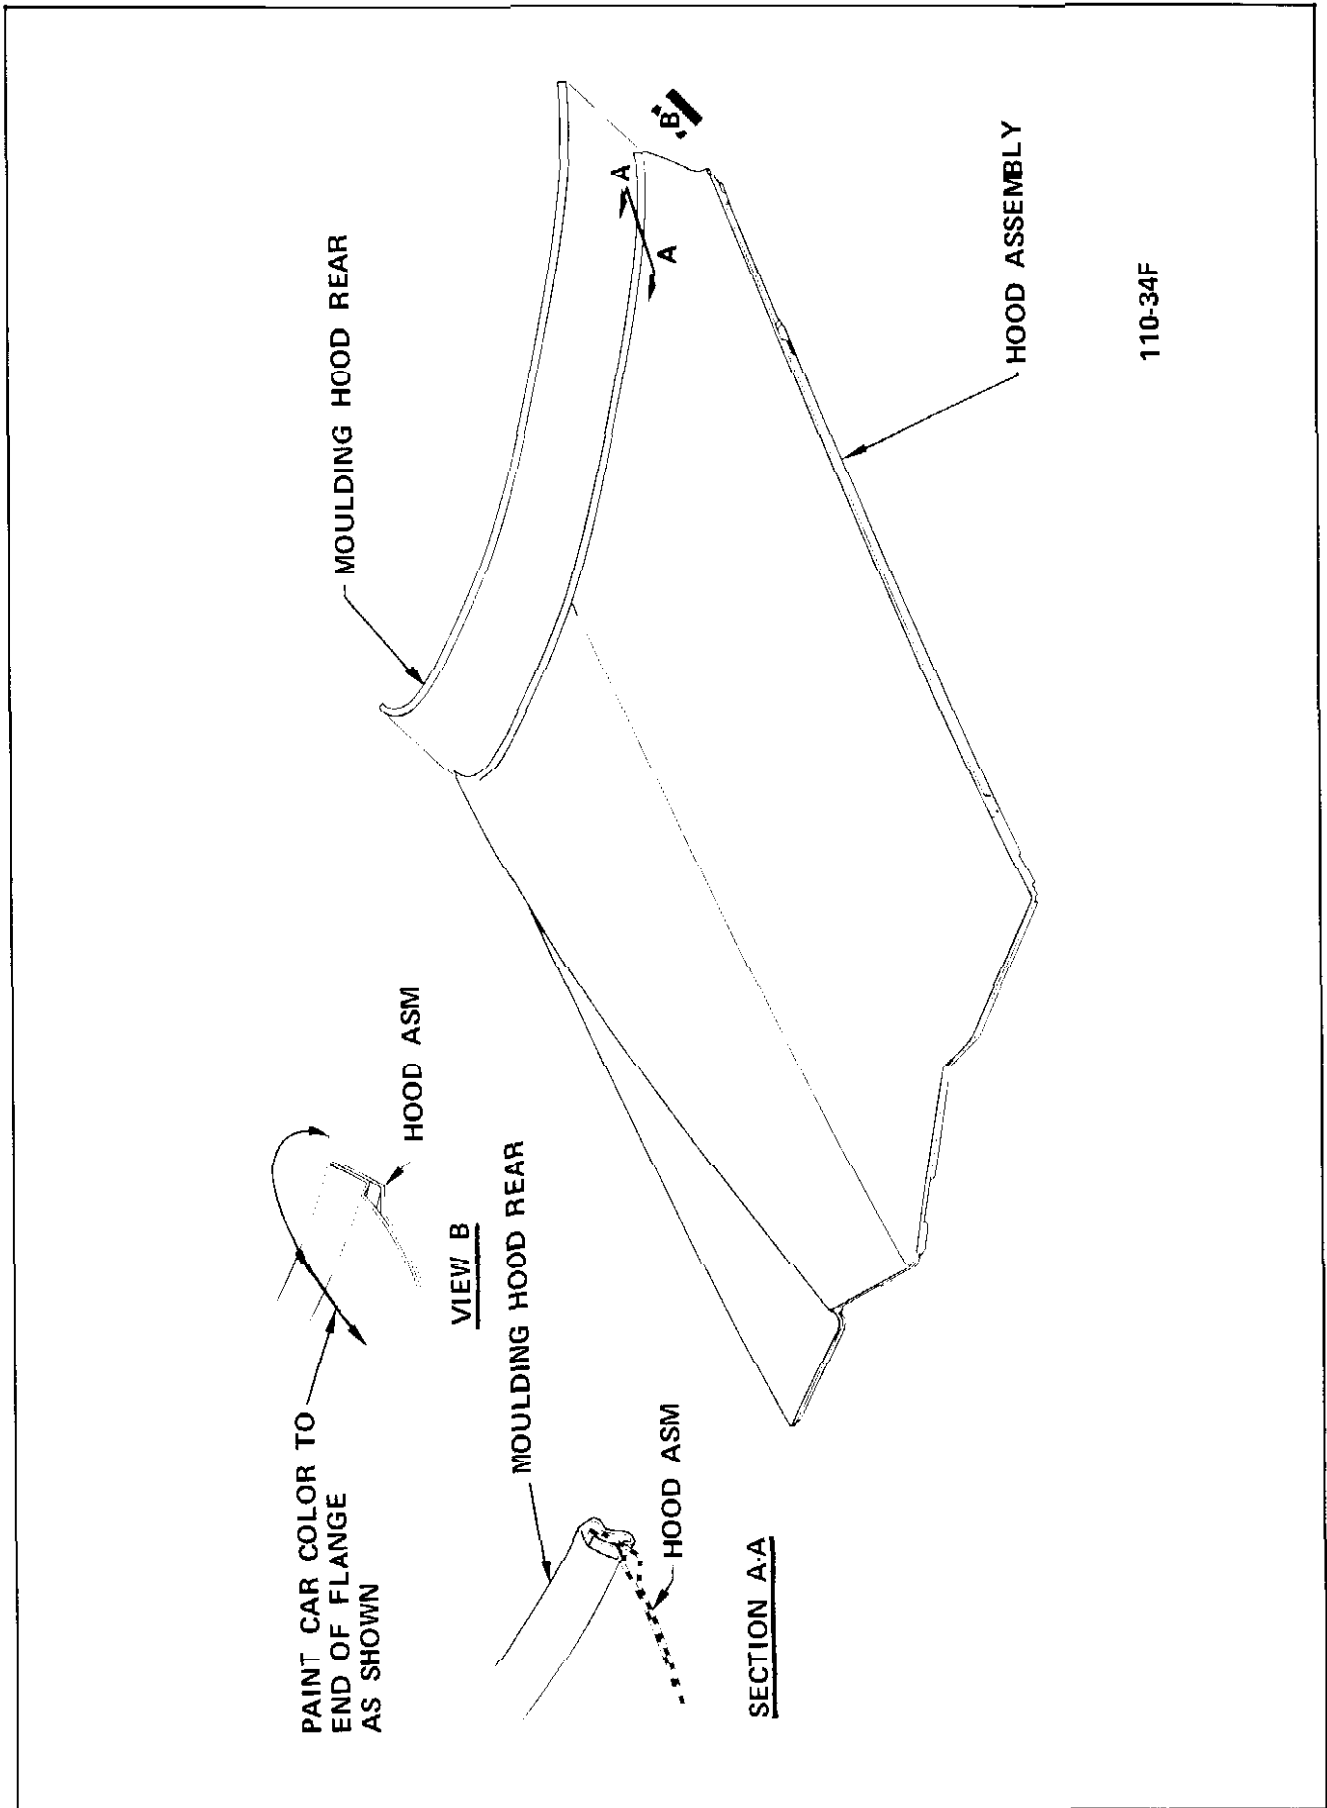 PAINT CAR COLOR TO
END OF FLANGE
AS SHOWN
HOOD ASM
VIEW B
MOULDING HOOD REAR
HOOD ASM
SECTION A-A
MOULDING HOOD REAR
A
A
B
HOOD ASSEMBLY
110-34F